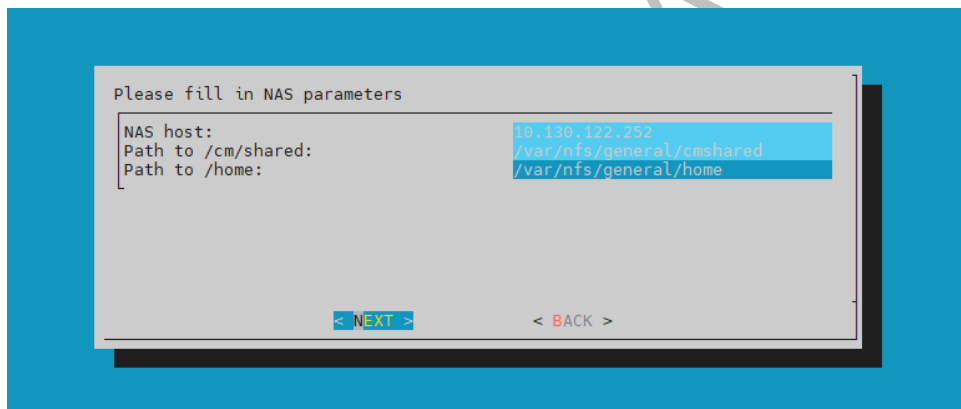 Please fill in NAS parameters
NAS host: 10.130.122.252
Path to /cm/shared: /var/nfs/general/cmshared
Path to /home: /var/nfs/general/home
< NEXT > < BACK >